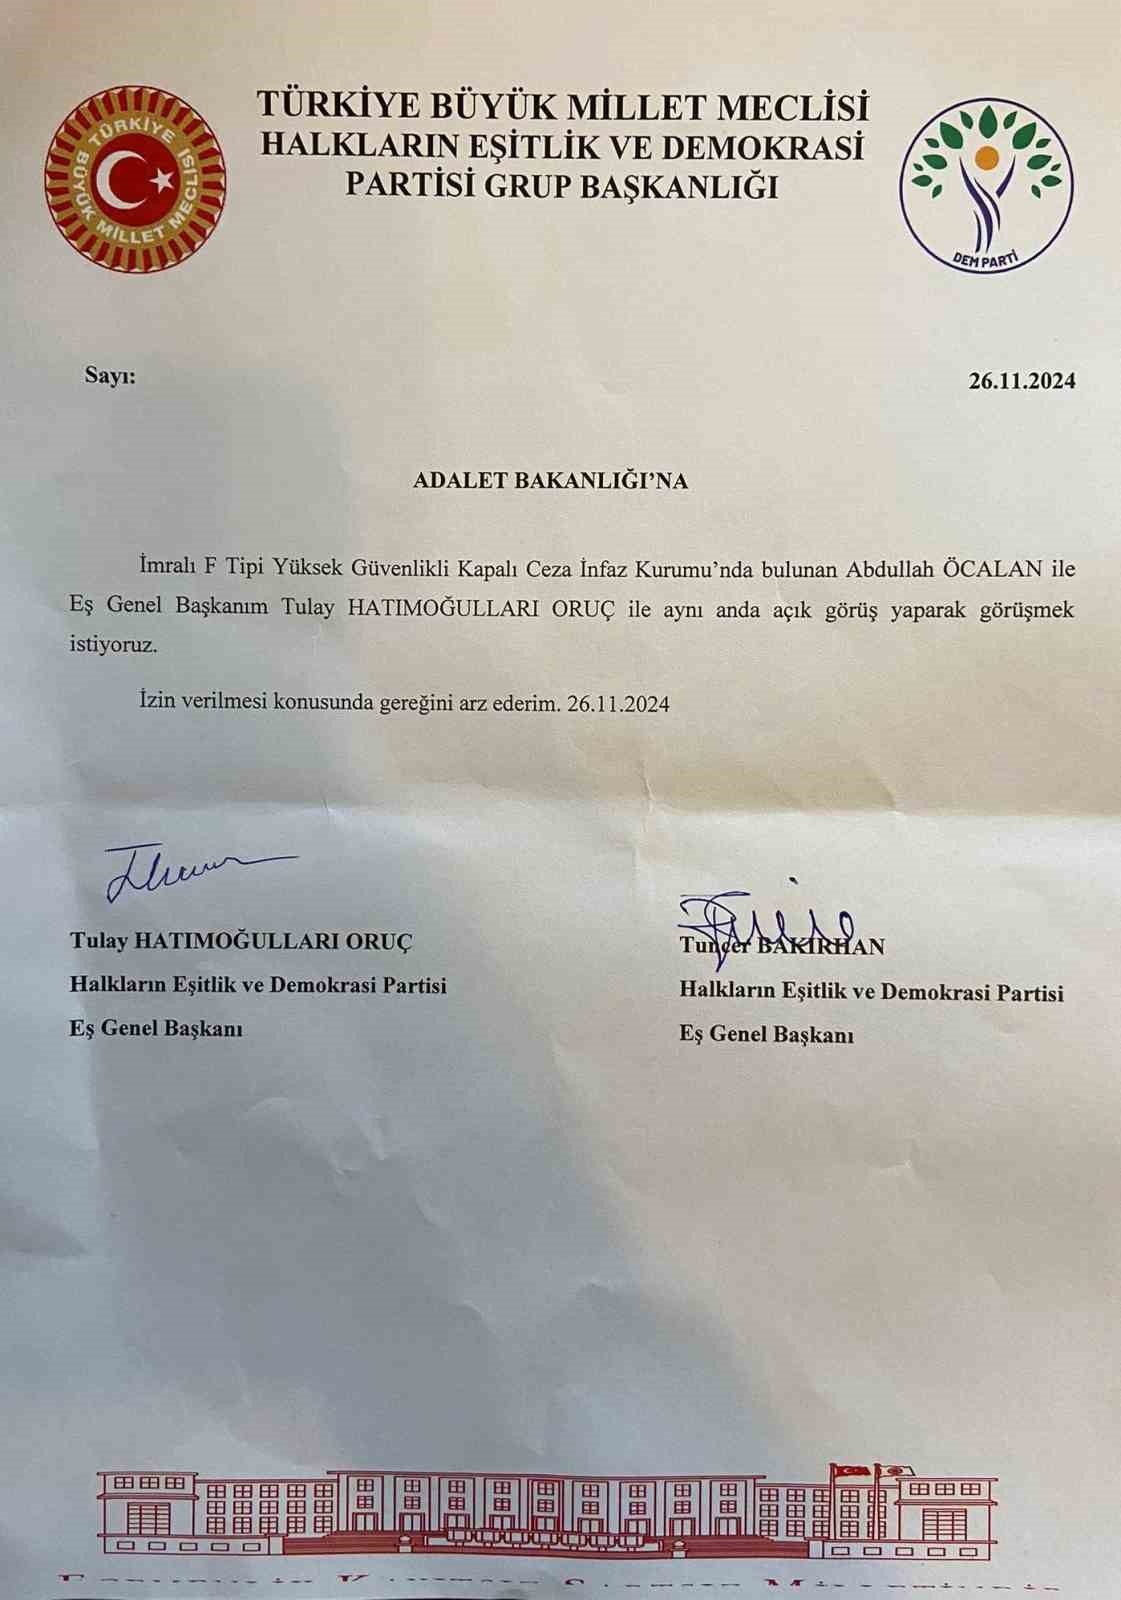 TÜRKİYE BÜYÜK MİLLET MECLİSİ
HALKLARIN EŞİTLİK VE DEMOKRASİ
PARTİSİ GRUP BAŞKANLIĞI
TÜRKİYE BÜYÜK MİLLET MECLİSİ
DEM PARTİ
Sayı:
26.11.2024
ADALET BAKANLIĞI’NA
İmralı F Tipi Yüksek Güvenlikli Kapalı Ceza İnfaz Kurumu’nda bulunan Abdullah ÖCALAN ile
Eş Genel Başkanım Tulay HATIMOĞULLARI ORUÇ ile aynı anda açık görüş yaparak görüşmek
istiyoruz.
İzin verilmesi konusunda gereğini arz ederim. 26.11.2024
Tulay HATIMOĞULLARI ORUÇ
Halkların Eşitlik ve Demokrasi Partisi
Eş Genel Başkanı
Tunçer BAKIRHAN
Halkların Eşitlik ve Demokrasi Partisi
Eş Genel Başkanı